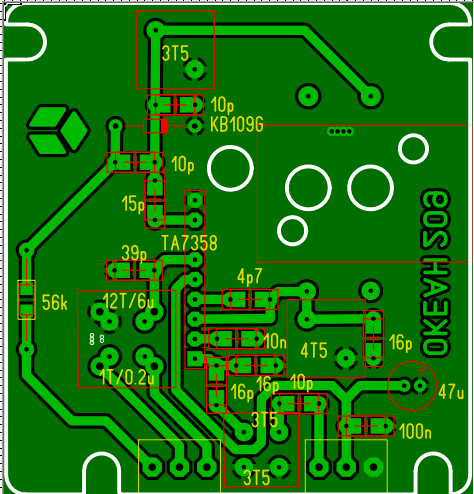 3T5
10p
KB109G
10p
15p
TA7358
39p
4p7
56k
12T/6u
10n
4T5
16p
1T/0.2u
16p
16p
10p
47u
3T5
100n
3T5
ОКЕАН 209